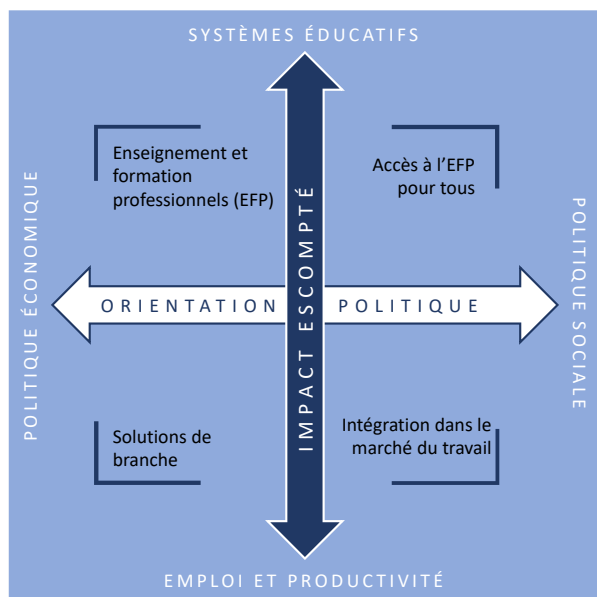 SYSTÈMES ÉDUCATIFS
Enseignement et
formation
professionnels (EFP)
Accès à l'EFP
pour tous
POLITIQUE ÉCONOMIQUE
ORIENTATION
POLITIQUE
IMPACT ESCOMPTÉ
POLITIQUE SOCIALE
Solutions de
branche
Intégration dans le
marché du travail
EMPLOI ET PRODUCTIVITÉ